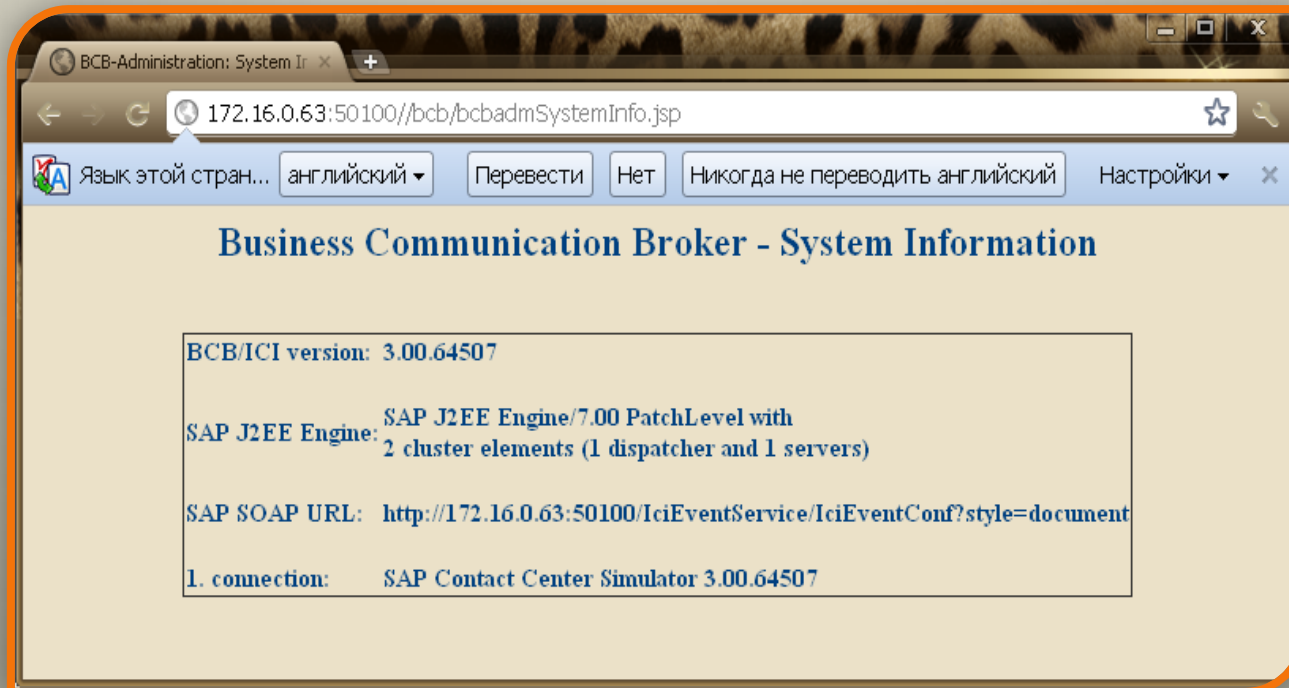 BCB-Administration: System Ir
172.16.0.63:50100//bcb/bcbadmSystemInfo.jsp
Язык этой стран... английский Перевести Нет Никогда не переводить английский Настройки
Business Communication Broker - System Information
BCB/ICI version: 3.00.64507
SAP J2EE Engine: SAP J2EE Engine/7.00 PatchLevel with
2 cluster elements (1 dispatcher and 1 servers)
SAP SOAP URL: http://172.16.0.63:50100/IciEventService/IciEventConf?style=document
1. connection: SAP Contact Center Simulator 3.00.64507